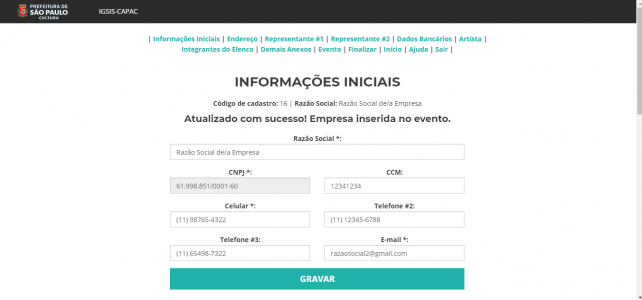 PREFEITURA DE
SÃO PAULO
CULTURA
IGSIS-CAPAC
| Informações Iniciais | Endereço | Representante #1 | Representante #2 | Dados Bancários | Artista |
Integrantes do Elenco | Demais Anexos | Evento | Finalizar | Início | Ajuda | Sair |
INFORMAÇÕES INICIAIS
Código de cadastro: 16 | Razão Social: Razão Social de/a Empresa
Atualizado com sucesso! Empresa inserida no evento.
Razão Social *:
Razão Social de/a Empresa
CNPJ *: CCM:
61.998.851/0001-60 12341234
Celular *: Telefone #2:
(11) 98765-4322 (11) 12345-6788
Telefone #3: E-mail *:
(11) 65498-7322 razaosocial2@gmail.com
GRAVAR